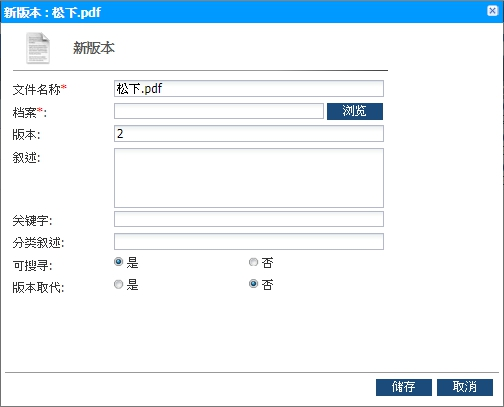 新版本 : 松下.pdf
新版本
文件名称* 松下.pdf
档案*: 浏览
版本: 2
叙述:
关键字:
分类叙述:
可搜寻: 是 否
版本取代: 是 否
储存 取消